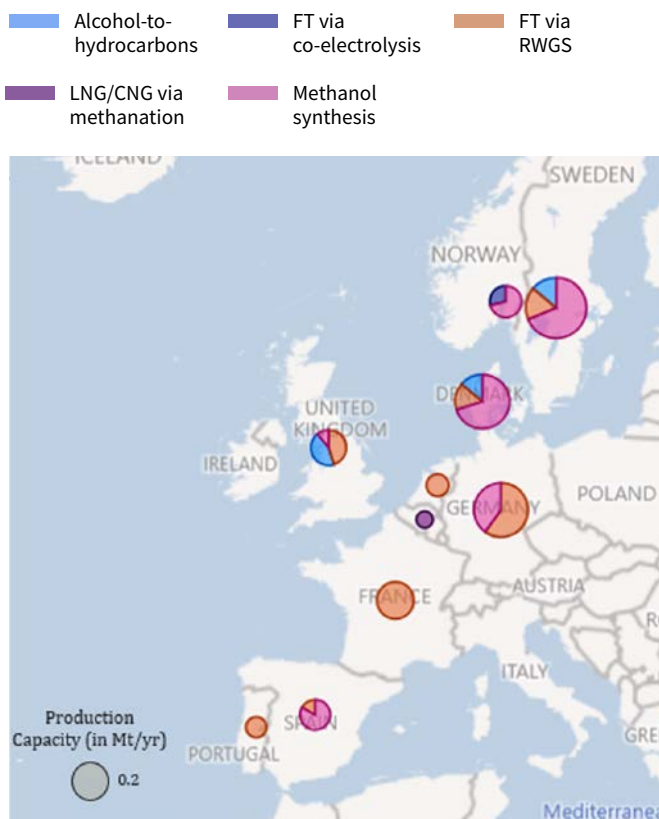 Alcohol-to-
hydrocarbons
FT via
co-electrolysis
FT via
RWGS
LNG/CNG via
methanation
Methanol
synthesis
ICELAND
SWEDEN
NORWAY
DENMARK
UNITED
KINGDOM
IRELAND
GERMANY
POLAND
FRANCE
AUSTRIA
ITALY
SPAIN
PORTUGAL
GRE
Production
Capacity (in Mt/yr)
0.2
Mediterranea